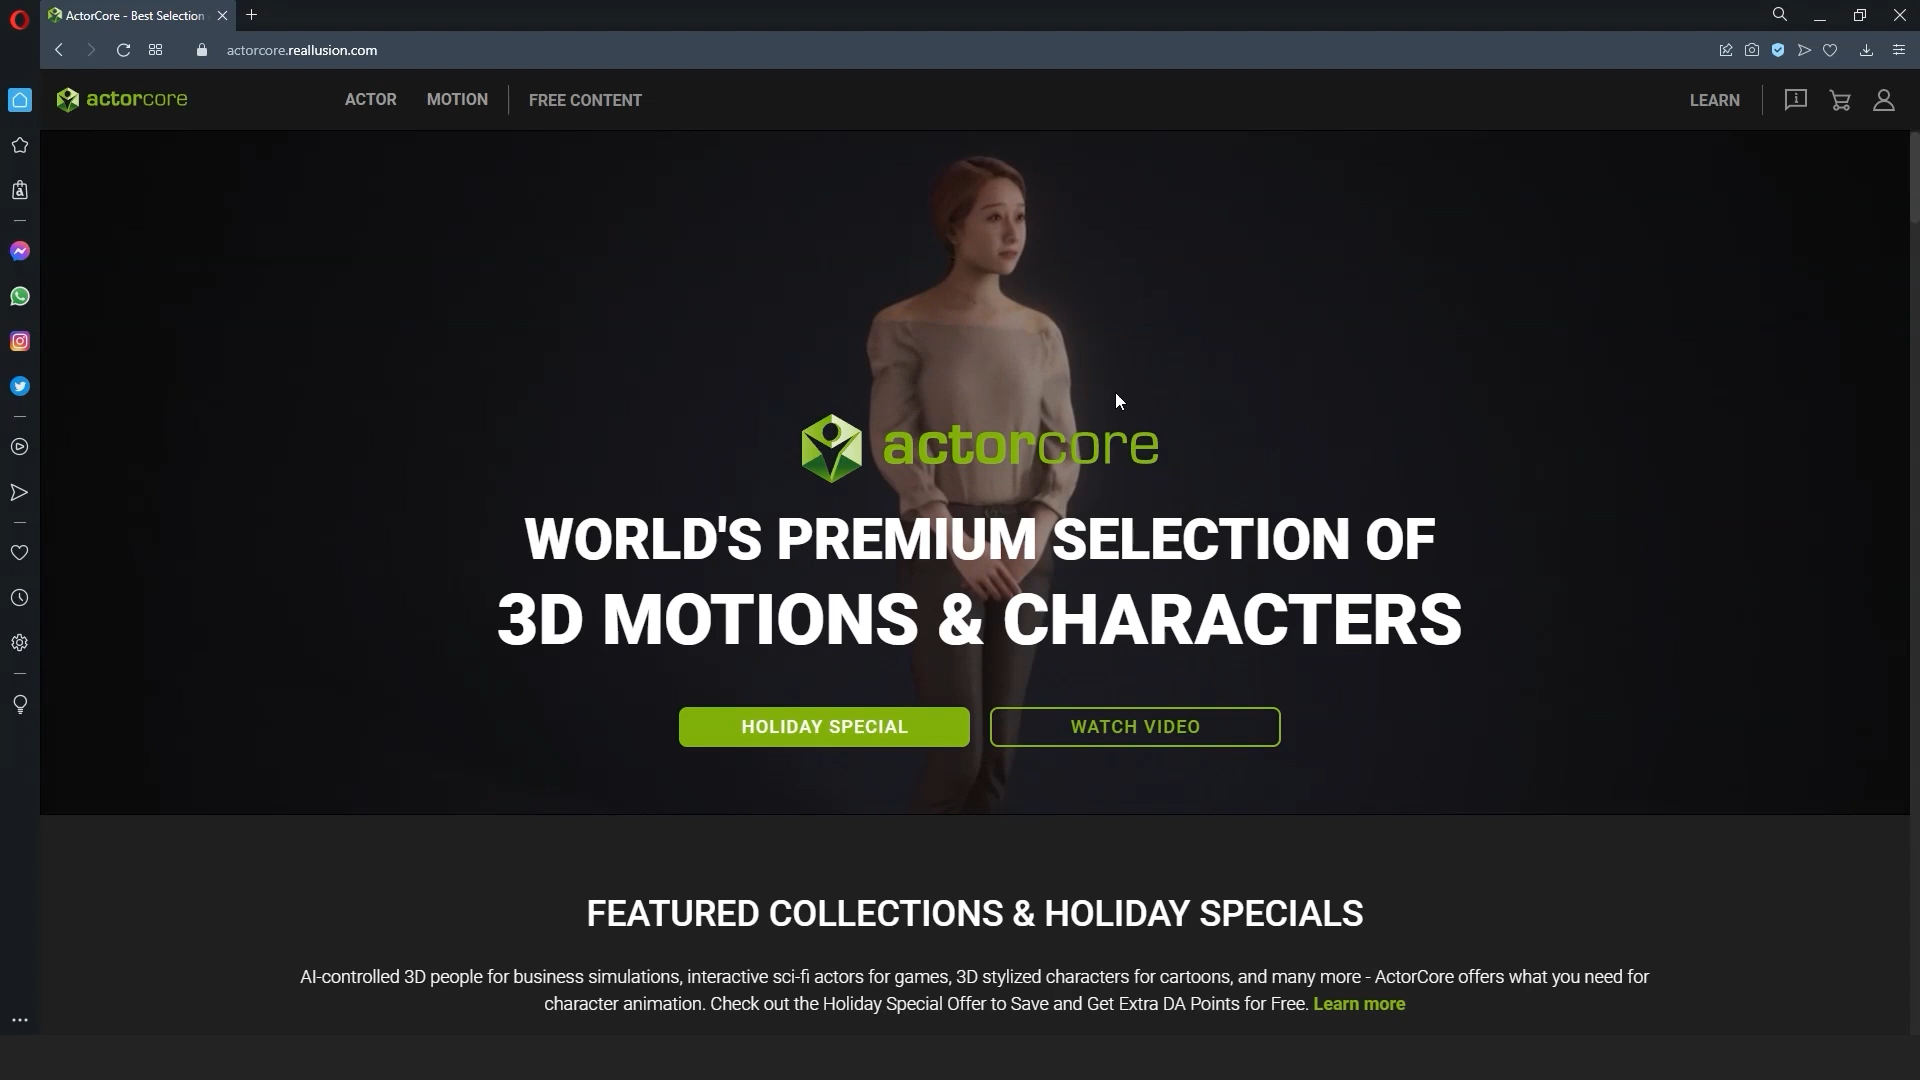 ActorCore - Best Selection
actorcore.reallusion.com
actorcore
ACTOR
MOTION
FREE CONTENT
LEARN
actorcore
WORLD'S PREMIUM SELECTION OF
3D MOTIONS & CHARACTERS
HOLIDAY SPECIAL
WATCH VIDEO
FEATURED COLLECTIONS & HOLIDAY SPECIALS
AI-controlled 3D people for business simulations, interactive sci-fi actors for games, 3D stylized characters for cartoons, and many more - ActorCore offers what you need for
character animation. Check out the Holiday Special Offer to Save and Get Extra DA Points for Free. Learn more